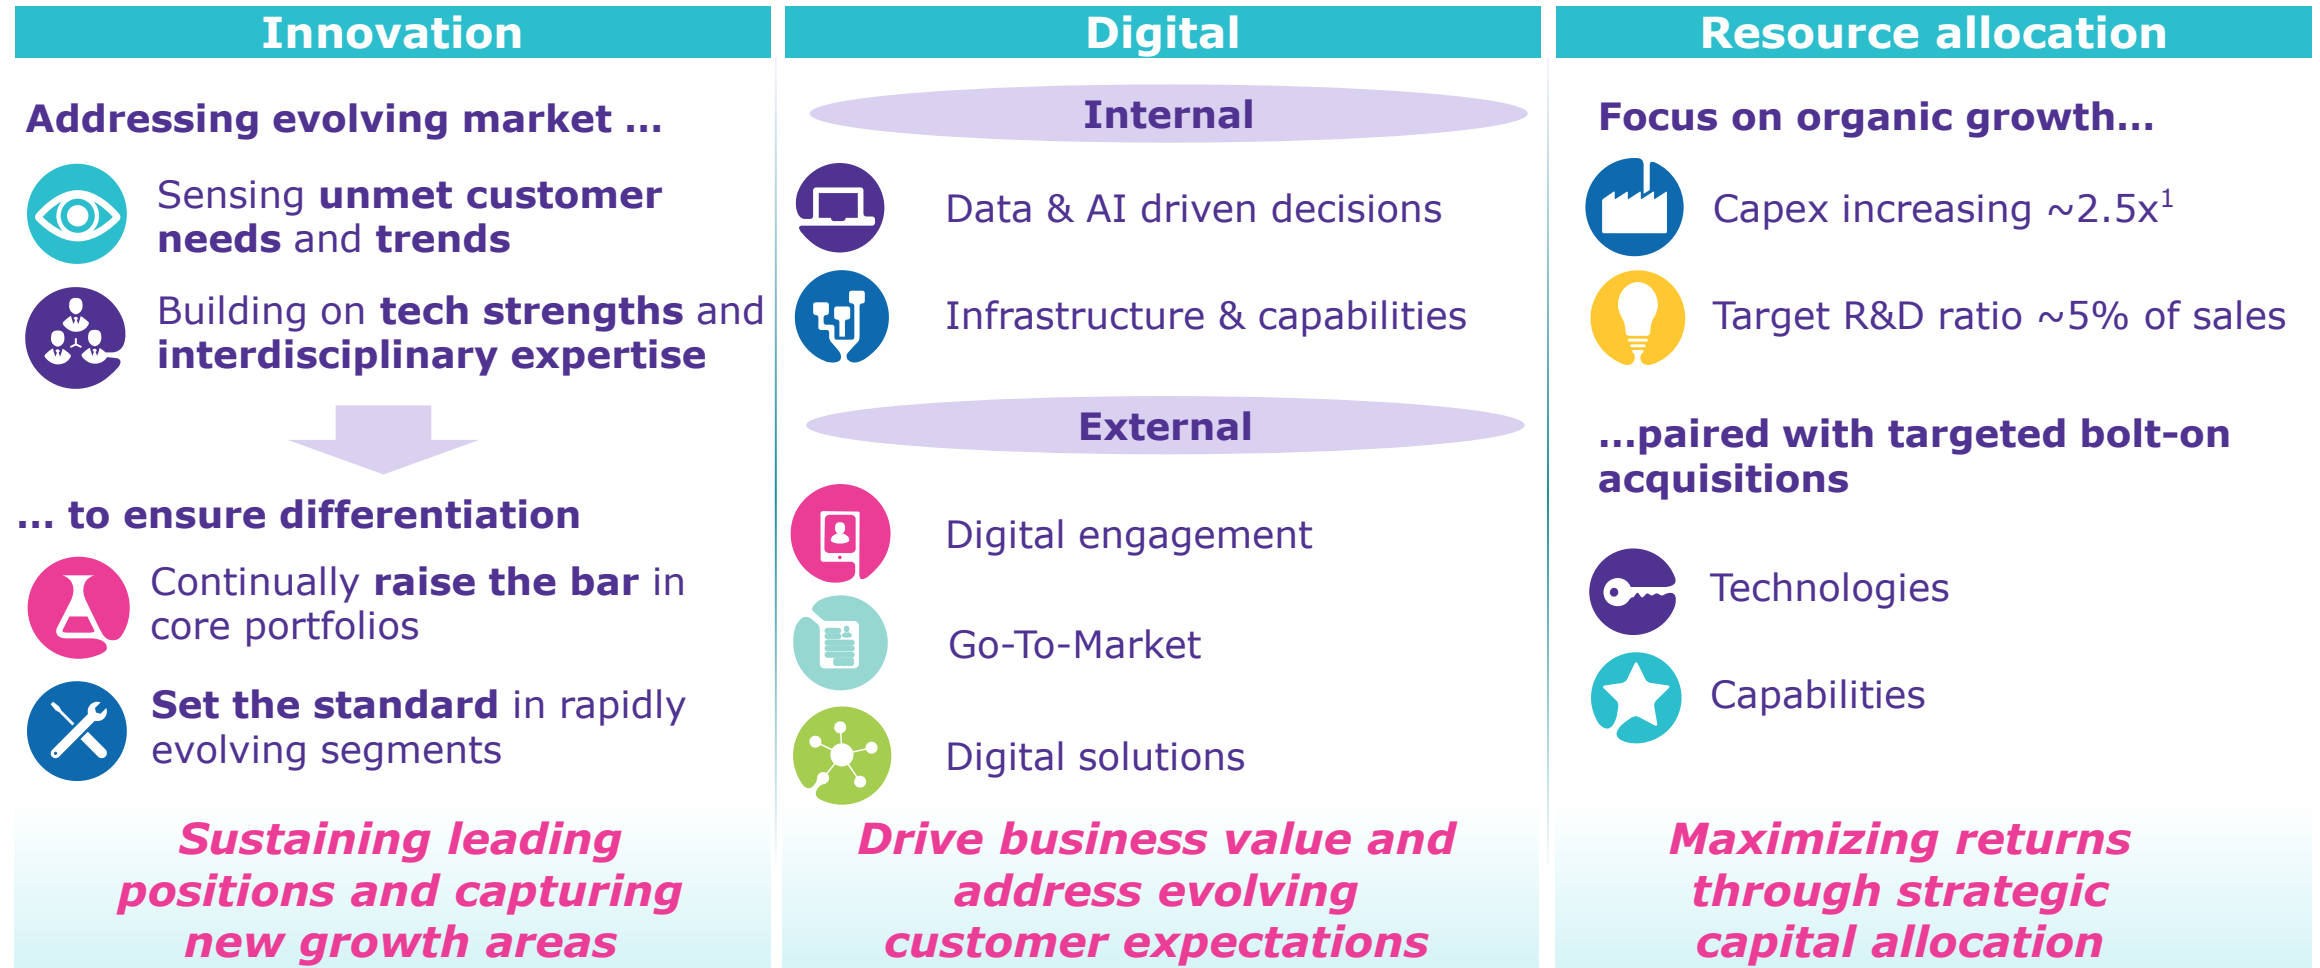 Innovation
Addressing evolving market ...
Sensing unmet customer
needs and trends
Building on tech strengths and
interdisciplinary expertise
... to ensure differentiation
Continually raise the bar in
core portfolios
Set the standard in rapidly
evolving segments
Sustaining leading
positions and capturing
new growth areas
Digital
Internal
Data & AI driven decisions
Infrastructure & capabilities
External
Digital engagement
Go-To-Market
Digital solutions
Drive business value and
address evolving
customer expectations
Resource allocation
Focus on organic growth...
Capex increasing ~2.5x¹
Target R&D ratio ~5% of sales
...paired with targeted bolt-on
acquisitions
Technologies
Capabilities
Maximizing returns
through strategic
capital allocation